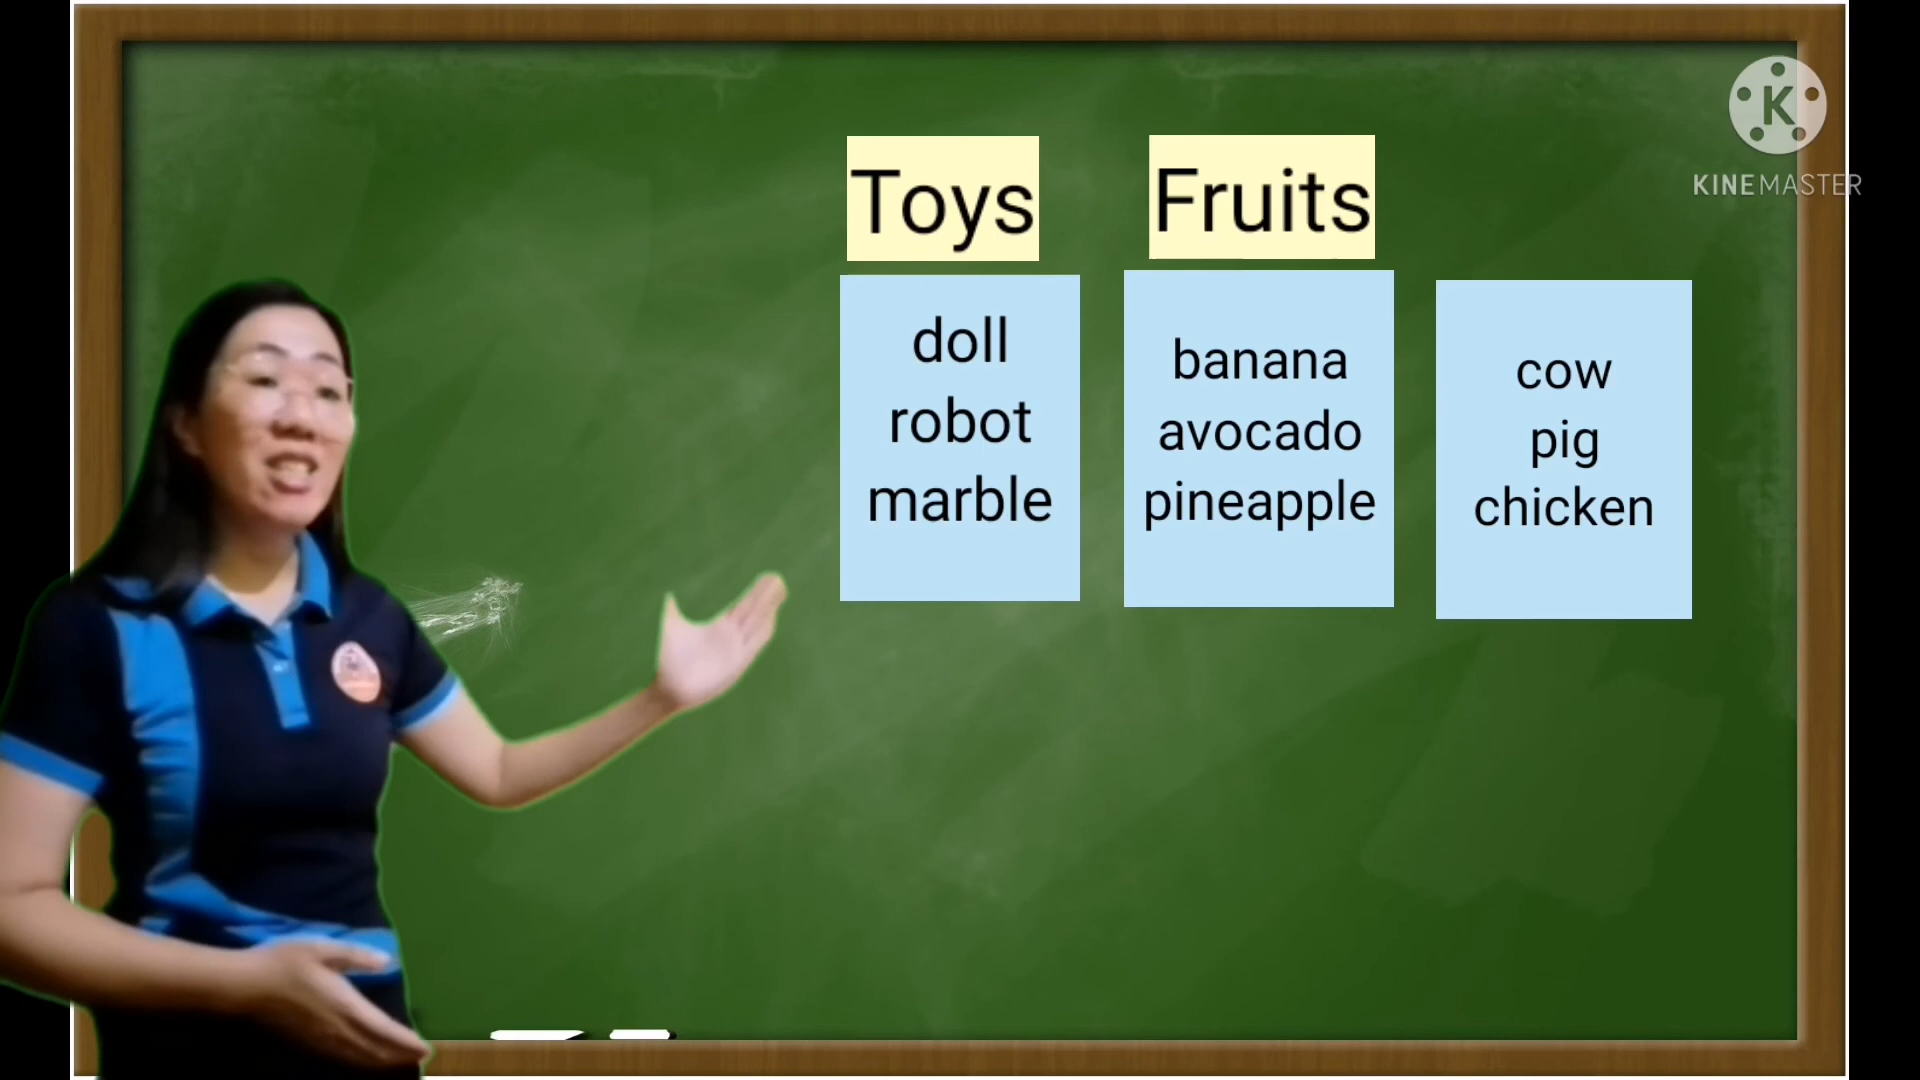 Toys
Fruits
doll
robot
marble
banana
avocado
pineapple
cow
pig
chicken
K
KINEMASTER